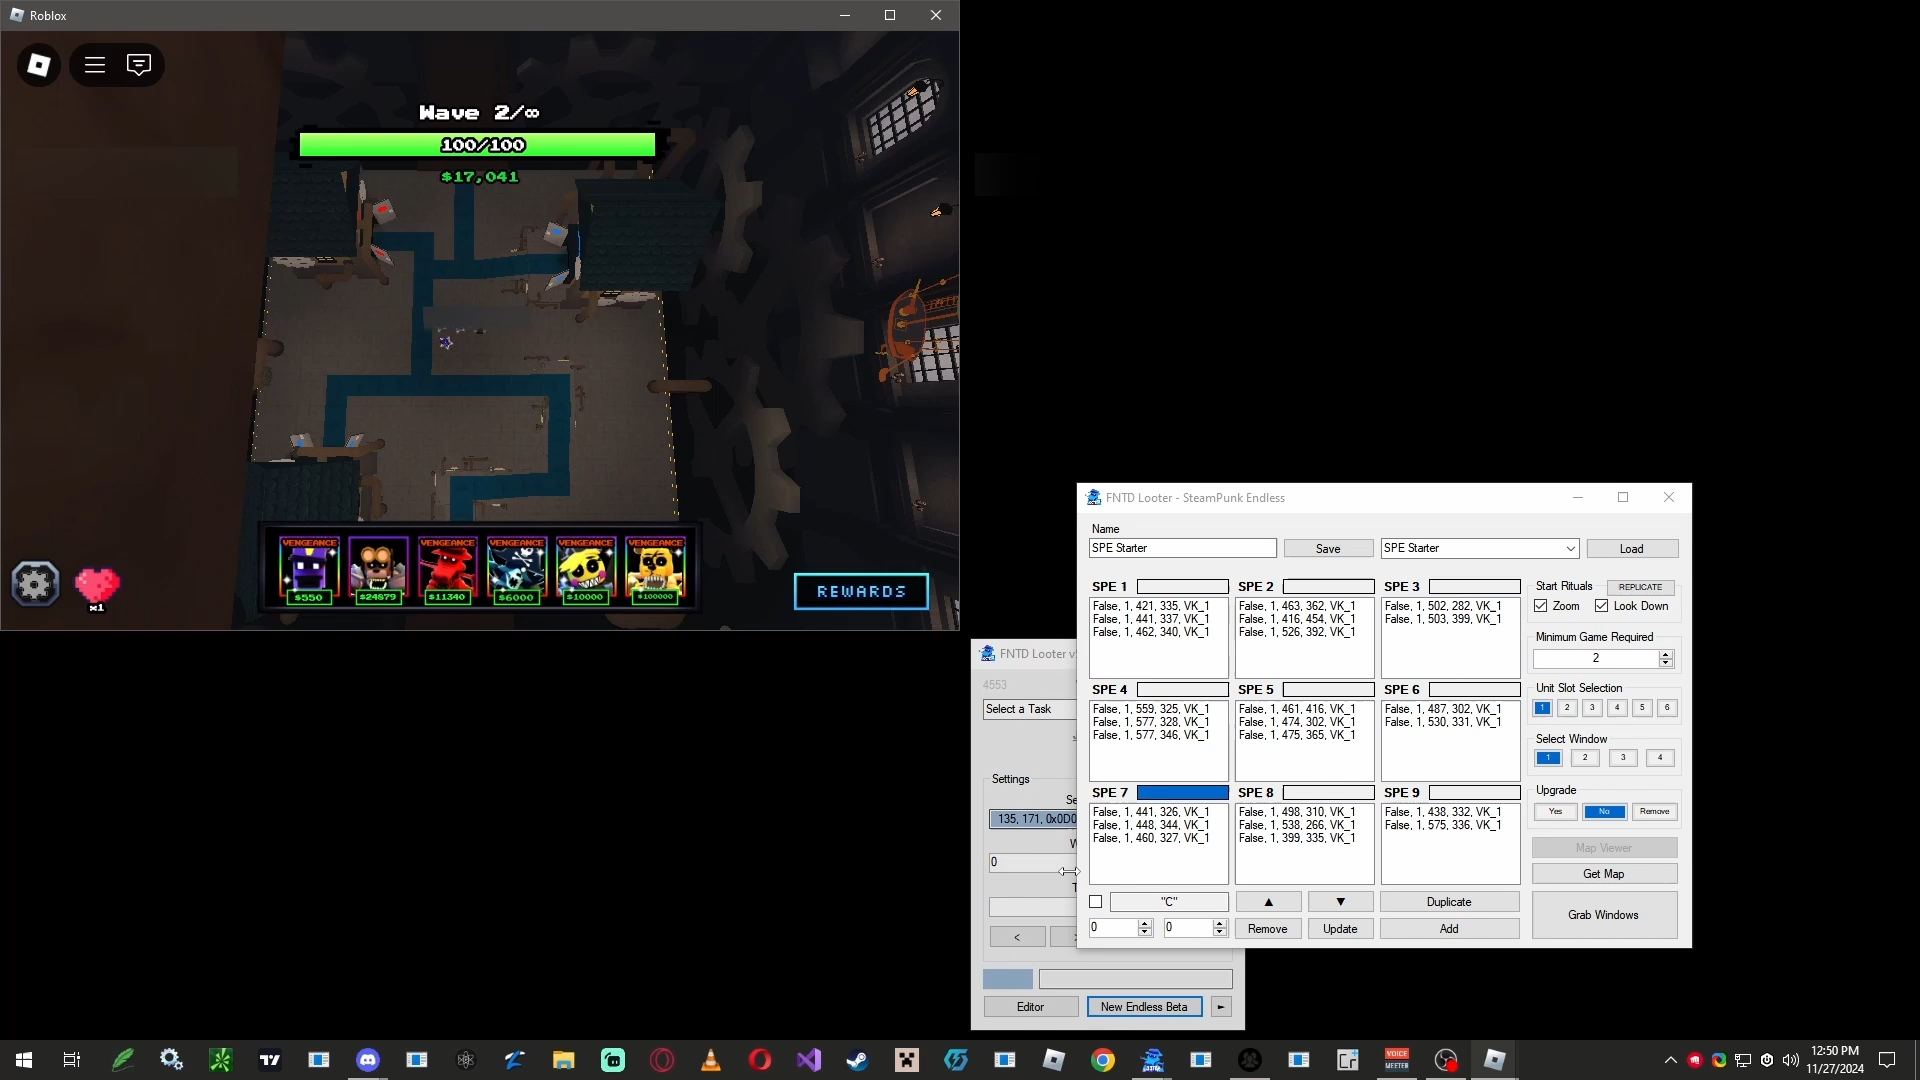 Roblox
Wave 2/∞
100/100
$17,041
VENGEANCE
VENGEANCE
VENGEANCE
VENGEANCE
VENGEANCE
$550
$24879
$11340
$6000
$10000
$100000
x1
REWARDS
FNTD Looter v
4553
Select a Task
Settings
Se
135, 171, 0x0D0
W
0
T
<
Editor
New Endless Beta
►
FNTD Looter - SteamPunk Endless
Name
SPE Starter
Save
SPE Starter
Load
SPE 1
False, 1, 421, 335, VK_1
False, 1, 441, 337, VK_1
False, 1, 462, 340, VK_1
SPE 2
False, 1, 463, 362, VK_1
False, 1, 416, 454, VK_1
False, 1, 526, 392, VK_1
SPE 3
False, 1, 502, 282, VK_1
False, 1, 503, 399, VK_1
SPE 4
False, 1, 559, 325, VK_1
False, 1, 577, 328, VK_1
False, 1, 577, 346, VK_1
SPE 5
False, 1, 461, 416, VK_1
False, 1, 474, 302, VK_1
False, 1, 475, 365, VK_1
SPE 6
False, 1, 487, 302, VK_1
False, 1, 530, 331, VK_1
SPE 7
False, 1, 441, 326, VK_1
False, 1, 448, 344, VK_1
False, 1, 460, 327, VK_1
SPE 8
False, 1, 498, 310, VK_1
False, 1, 538, 266, VK_1
False, 1, 399, 335, VK_1
SPE 9
False, 1, 438, 332, VK_1
False, 1, 575, 336, VK_1
"C"
▲
▼
Duplicate
0
0
Remove
Update
Add
Start Rituals
REPLICATE
Zoom
Look Down
Minimum Game Required
2
Unit Slot Selection
1 2 3 4 5 6
Select Window
1 2 3 4
Upgrade
Yes No Remove
Map Viewer
Get Map
Grab Windows
VOICE
MEETER
12:50 PM
11/27/2024